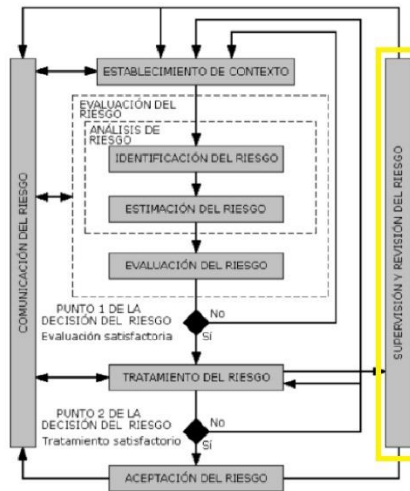 ESTABLECIMIENTO DE CONTEXTO
EVALUACIÓN DEL
RIESGO
ANÁLISIS DE
RIESGO
IDENTIFICACIÓN DEL RIESGO
ESTIMACIÓN DEL RIESGO
EVALUACIÓN DEL RIESGO
PUNTO 1 DE LA
DECISIÓN DEL RIESGO
Evaluación satisfactoria
No
Sí
TRATAMIENTO DEL RIESGO
PUNTO 2 DE LA
DECISIÓN DEL RIESGO
Tratamiento satisfactorio
No
Sí
ACEPTACIÓN DEL RIESGO
COMUNICACIÓN DEL RIESGO
SUPERVISIÓN Y REVISIÓN DEL RIESGO